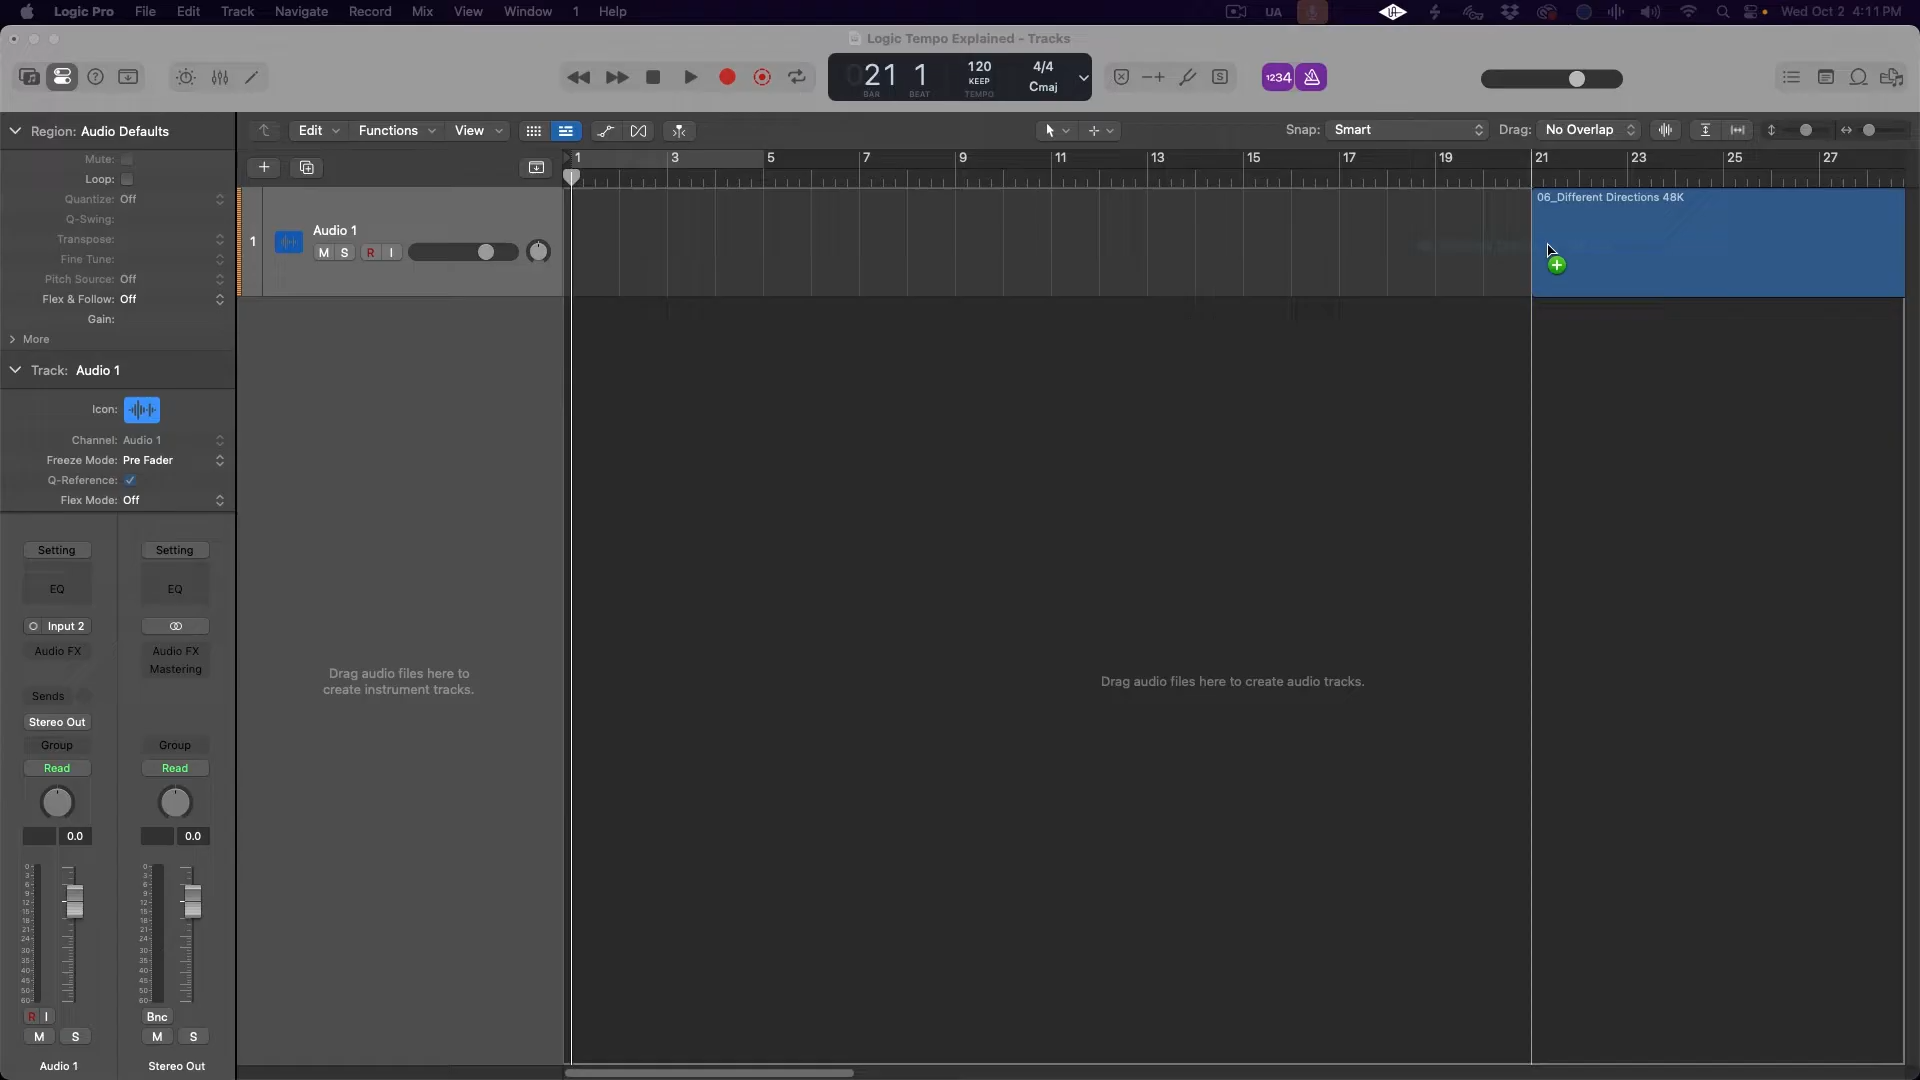 Logic Pro File Edit Track Navigate Record Mix View Window 1 Help
UA Wed Oct 2 4:11 PM
Logic Tempo Explained - Tracks
21 1 120 4/4
KEEP Cmaj
BAR BEAT TEMPO
S
1234
Region: Audio Defaults
Edit Functions View
Snap: Smart Drag: No Overlap
Mute:
Loop:
Quantize: Off
Q-Swing:
Transpose:
Fine Tune:
Pitch Source: Off
Flex & Follow: Off
Gain:
More
1 3 5 7 9 11 13 15 17 19 21 23 25 27
1 Audio 1
M S R I
06_Different Directions 48K
Track: Audio 1
Icon:
Channel: Audio 1
Freeze Mode: Pre Fader
Q-Reference:
Flex Mode: Off
Setting Setting
EQ EQ
Input 2
Audio FX Audio FX
Mastering
Sends
Stereo Out
Group Group
Read Read
0.0 0.0
R I Bnc
M S M S
Audio 1 Stereo Out
Drag audio files here to
create instrument tracks.
Drag audio files here to create audio tracks.